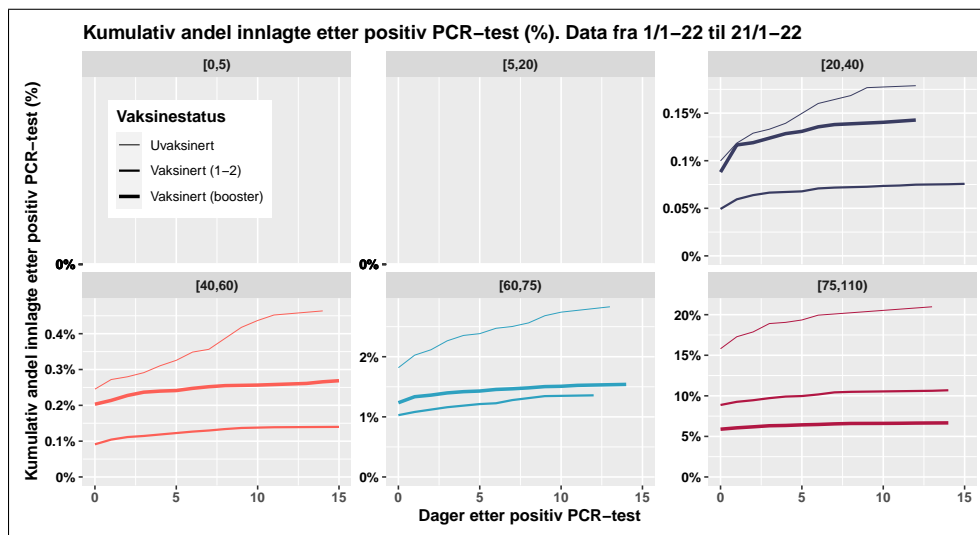 Kumulativ andel innlagte etter positiv PCR−test (%). Data fra 1/1−22 til 21/1−22
[0,5)
[5,20)
[20,40)
Vaksinestatus
Uvaksinert
Vaksinert (1−2)
Vaksinert (booster)
0%
0%
0.15%
0.1%
0.05%
0%
Kumulativ andel innlagte etter positiv PCR−test (%)
[40,60)
[60,75)
[75,110)
0.4%
0.3%
0.2%
0.1%
0%
2%
1%
0%
20%
15%
10%
5%
0%
0 5 10 15
0 5 10 15
0 5 10 15
Dager etter positiv PCR−test